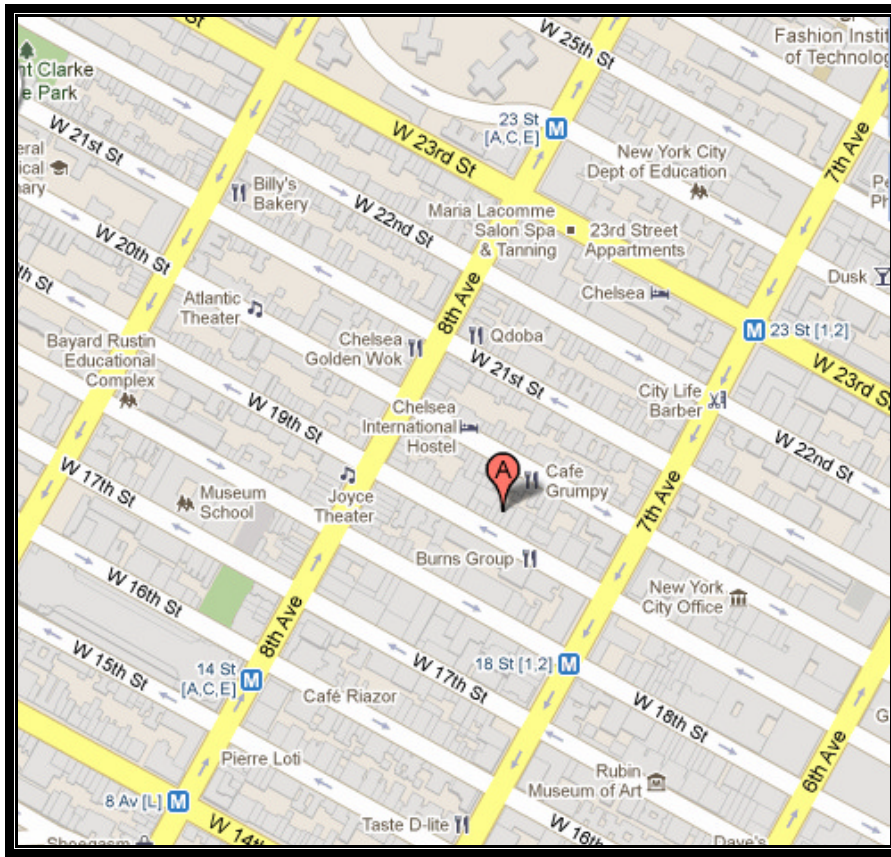 St
W 25th St
Fashion Instit
of Technolog
nt Clarke
e Park
23 St
[A,C,E]
W 23rd St
New York City
Dept of Education
7th Ave
W 21st St
Billy's
Bakery
W 22nd St
Maria Lacomme
Salon Spa
& Tanning
23rd Street
Appartments
W 20th St
Dusk
Chelsea
8th Ave
Atlantic
Theater
Chelsea
Golden Wok
Qdoba
23 St [1,2]
Bayard Rustin
Educational
Complex
W 21st St
W 23rd S
City Life
Barber
W 19th St
Chelsea
International
Hostel
W 22nd St
A
Cafe
Grumpy
W 17th St
Museum
School
Joyce
Theater
7th Ave
Burns Group
W 16th St
New York
City Office
8th Ave
W 15th St
14 St
[A,C,E]
W 17th St
18 St [1,2]
Café Riazor
W 18th St
G
Pierre Loti
6th Ave
Rubin
Museum of Art
8 Av [L]
W 14th
Taste D-lite
W 16th
Dave's
Shoegasm